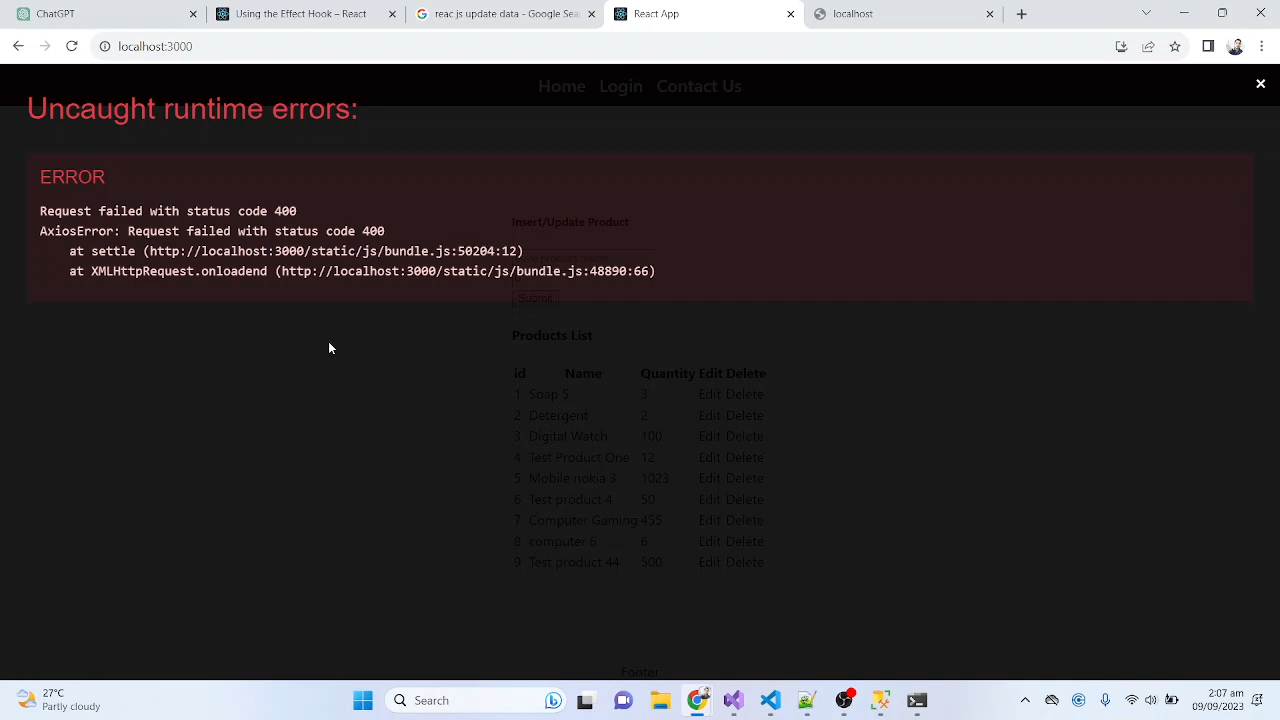 ChatGPT
React Intro: Hooks - React
react js update data - Sea
React App
localhost
localhost:3000
Home Login Contact Us
Uncaught runtime errors:
ERROR
Request failed with status code 400
AxiosError: Request failed with status code 400
at settle (http://localhost:3000/static/js/bundle.js:50204:12)
at XMLHttpRequest.onloadend (http://localhost:3000/static/js/bundle.js:48890:66)
Insert/Update Product
Submit
Products List
id Name Quantity Edit Delete
1 Soap 5 3 Edit Delete
2 Detergent 2 Edit Delete
3 Digital Watch 100 Edit Delete
4 Test Product One 12 Edit Delete
5 Mobile nokia 3 1023 Edit Delete
6 Test product 4 50 Edit Delete
7 Computer Gaming 455 Edit Delete
8 computer 6 6 Edit Delete
9 Test product 44 500 Edit Delete
Footer
27°C
Partly cloudy
Search
2:07 am
09/09/2023